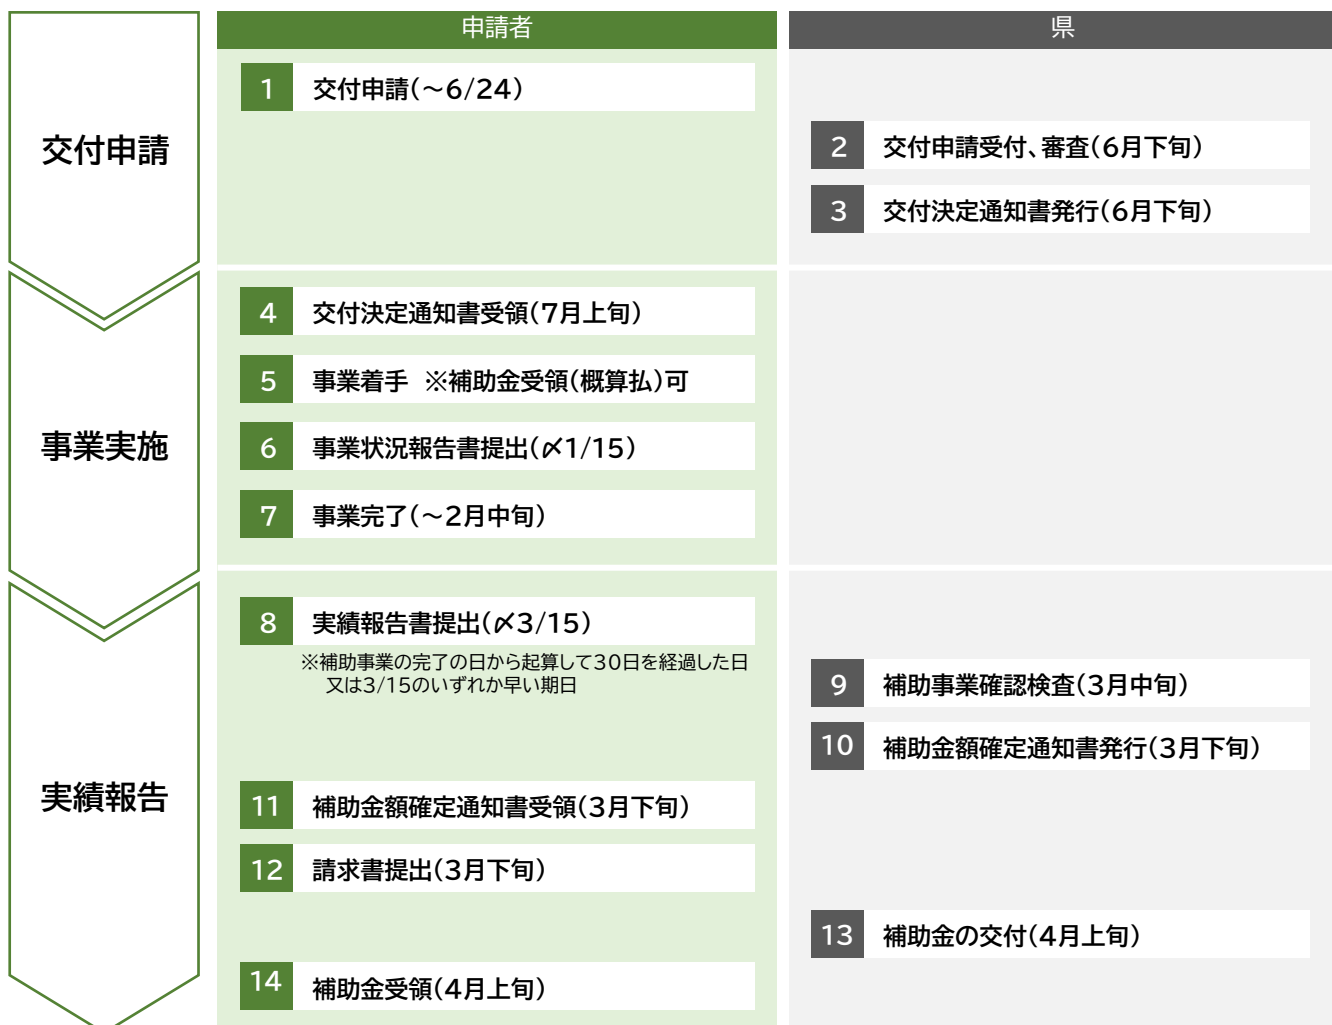 申請者
県
交付申請
1 交付申請(～6/24)
2 交付申請受付、審査(6月下旬)
3 交付決定通知書発行(6月下旬)
事業実施
4 交付決定通知書受領(7月上旬)
5 事業着手 ※補助金受領(概算払)可
6 事業状況報告書提出(〆1/15)
7 事業完了(～2月中旬)
実績報告
8 実績報告書提出(〆3/15)
※補助事業の完了の日から起算して30日を経過した日
又は3/15のいずれか早い期日
9 補助事業確認検査(3月中旬)
10 補助金額確定通知書発行(3月下旬)
11 補助金額確定通知書受領(3月下旬)
12 請求書提出(3月下旬)
13 補助金の交付(4月上旬)
14 補助金受領(4月上旬)